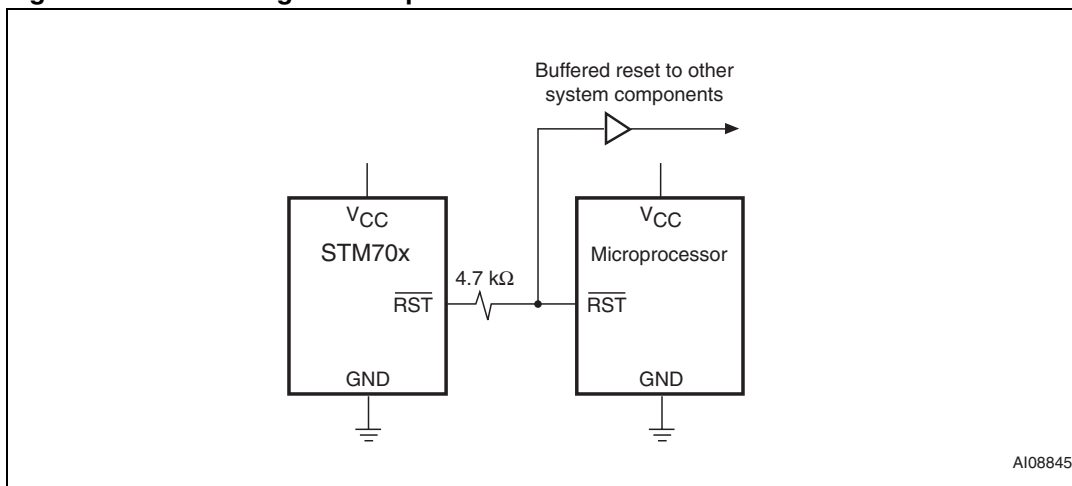 Buffered reset to other
system components
VCC
STM70x
RST
GND
4.7 kΩ
VCC
Microprocessor
RST
GND
AI08845